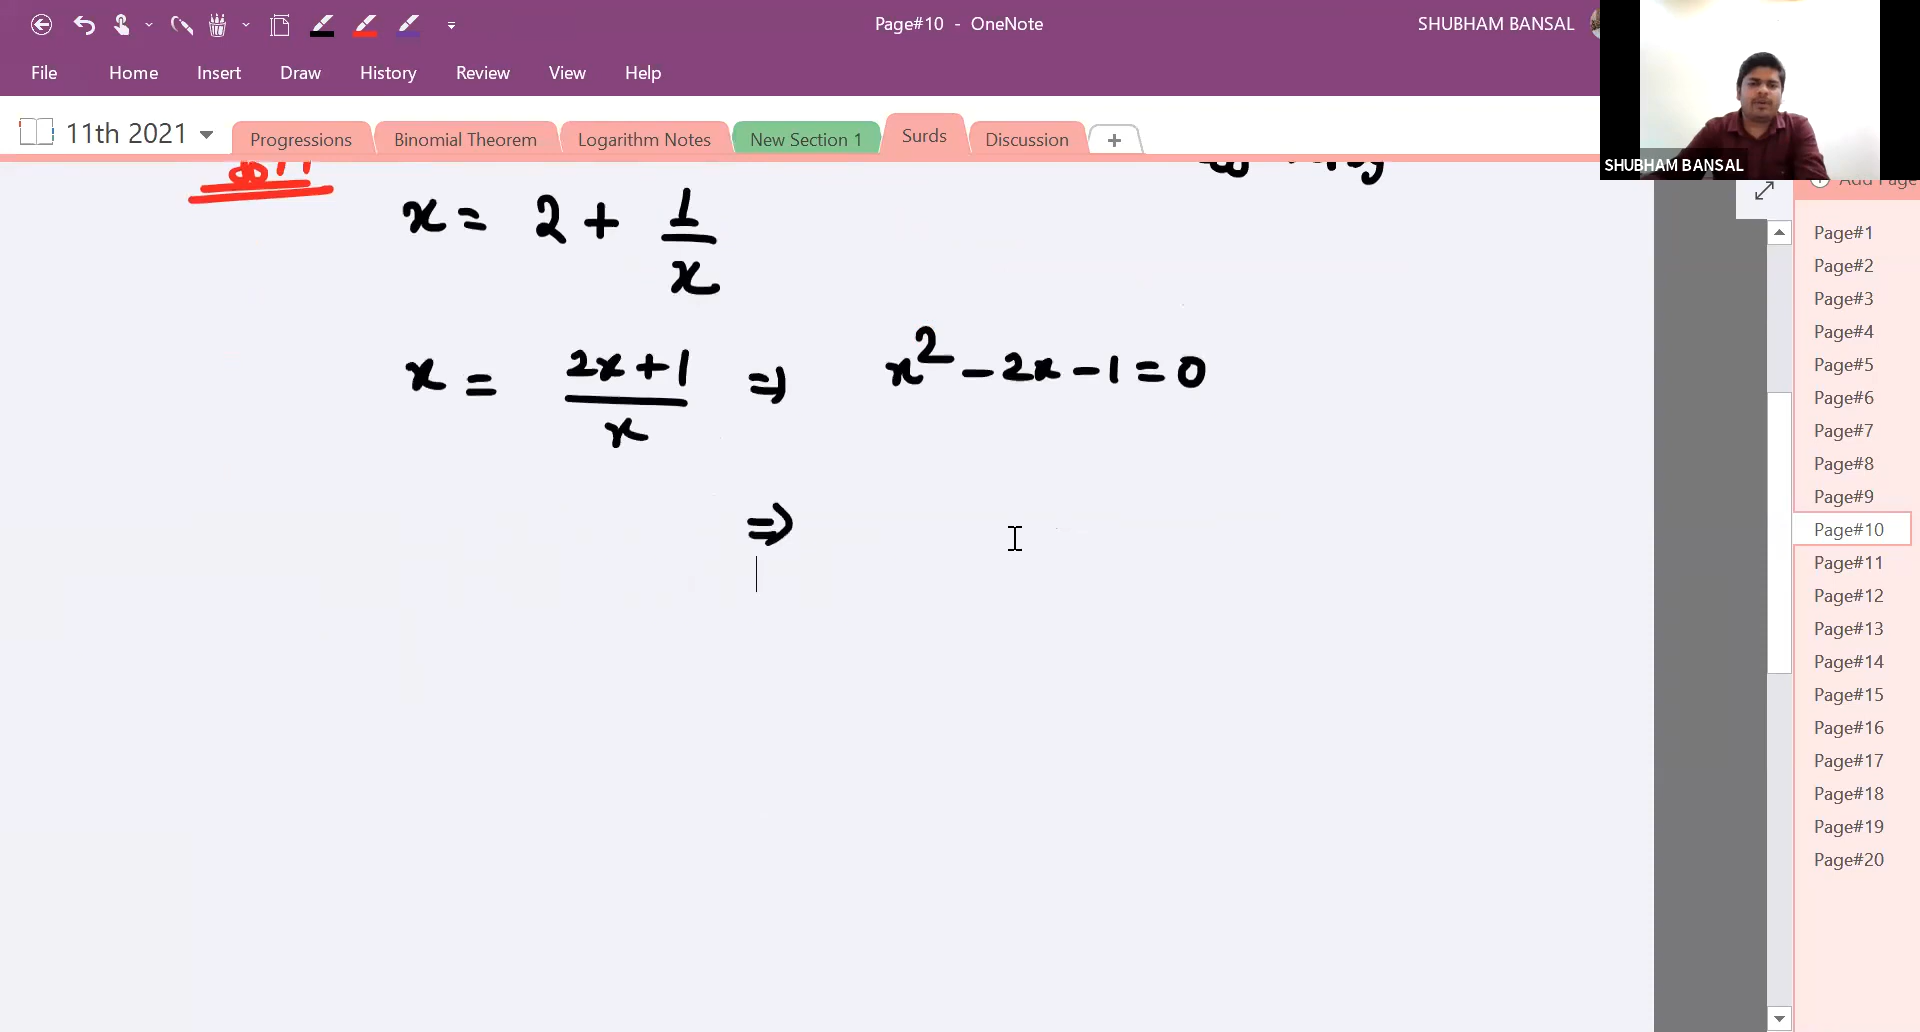 Page#10 - OneNote
SHUBHAM BANSAL
File Home Insert Draw History Review View Help
SHUBHAM BANSAL
11th 2021
Progressions Binomial Theorem Logarithm Notes New Section 1 Surds Discussion +
Add Page
x = 2 + 1/x
x = (2x+1)/x ⇒ x² - 2x - 1 = 0
⇒
Page#1
Page#2
Page#3
Page#4
Page#5
Page#6
Page#7
Page#8
Page#9
Page#10
Page#11
Page#12
Page#13
Page#14
Page#15
Page#16
Page#17
Page#18
Page#19
Page#20